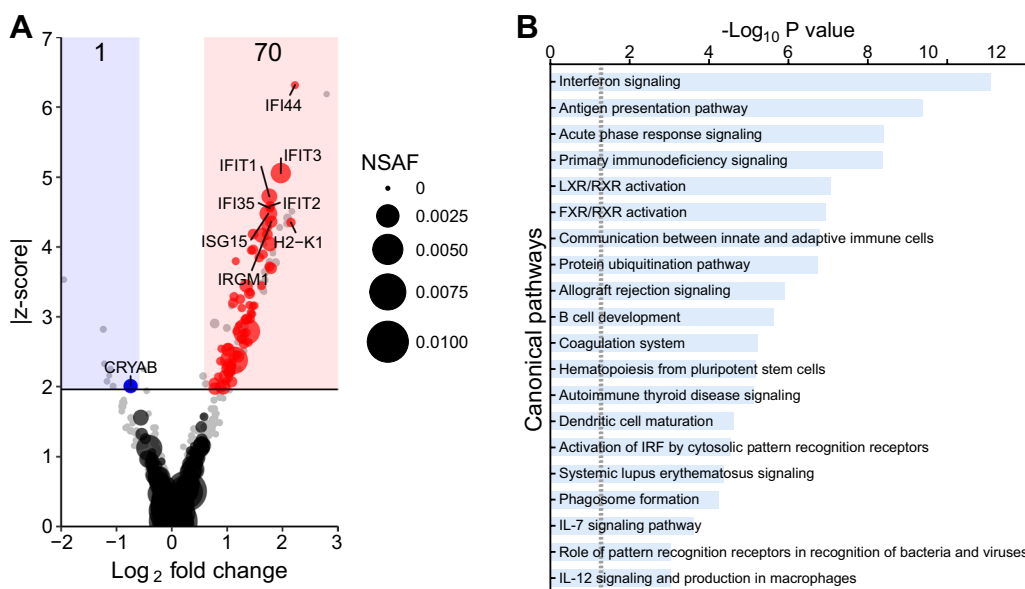 A
7
6
5
4
3
2
1
0
|z-score|
1
70
IFI44
IFIT3
IFIT1
IFI35
IFIT2
ISG15
H2-K1
IRGM1
CRYAB
−2
−1
0
1
2
3
Log2 fold change
NSAF
0
0.0025
0.0050
0.0075
0.0100
B
-Log10 P value
0
2
4
6
8
10
12
Canonical pathways
Interferon signaling
Antigen presentation pathway
Acute phase response signaling
Primary immunodeficiency signaling
LXR/RXR activation
FXR/RXR activation
Communication between innate and adaptive immune cells
Protein ubiquitination pathway
Allograft rejection signaling
B cell development
Coagulation system
Hematopoiesis from pluripotent stem cells
Autoimmune thyroid disease signaling
Dendritic cell maturation
Activation of IRF by cytosolic pattern recognition receptors
Systemic lupus erythematosus signaling
Phagosome formation
IL-7 signaling pathway
Role of pattern recognition receptors in recognition of bacteria and viruses
IL-12 signaling and production in macrophages